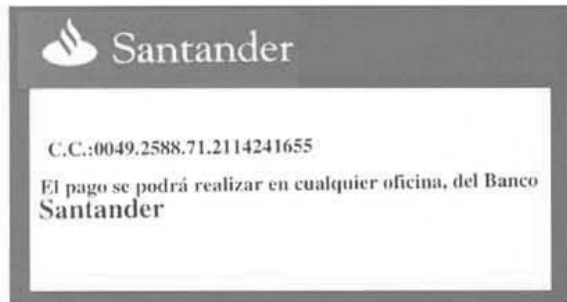 Santander
C.C.:0049.2588.71.2114241655
El pago se podrá realizar en cualquier oficina, del Banco
Santander